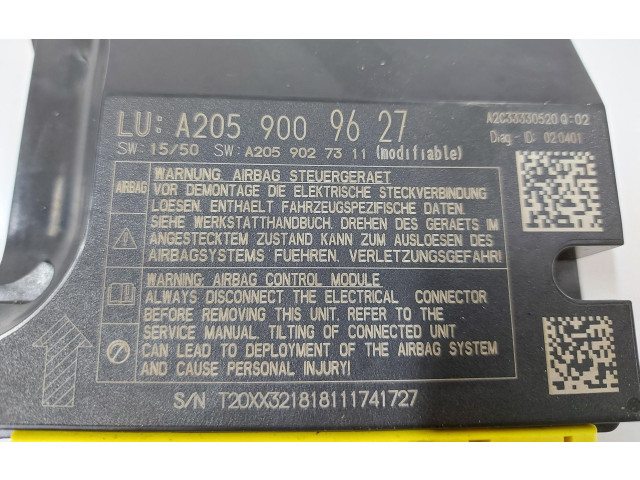 LU: A205 900 96 27
A2C33330520 Q:02
SW: 15/50 SW: A205 902 73 11 (modifiable)
Diag - ID: 020401
WARNUNG AIRBAG STEUERGERAET
AIRBAG
VOR DEMONTAGE DIE ELEKTRISCHE STECKVERBINDUNG
LOESEN. ENTHAELT FAHRZEUGSPEZIFISCHE DATEN.
SIEHE WERKSTATTHANDBUCH. DREHEN DES GERAETS IM
ANGESTECKTEM ZUSTAND KANN ZUM AUSLOESEN DES
AIRBAGSYSTEMS FUEHREN. VERLETZUNGSGEFAHR!
WARNING AIRBAG CONTROL MODULE
ALWAYS DISCONNECT THE ELECTRICAL CONNECTOR
BEFORE REMOVING THIS UNIT. REFER TO THE
SERVICE MANUAL. TILTING OF CONNECTED UNIT
CAN LEAD TO DEPLOYMENT OF THE AIRBAG SYSTEM
AND CAUSE PERSONAL INJURY!
S/N T20XX321818111741727